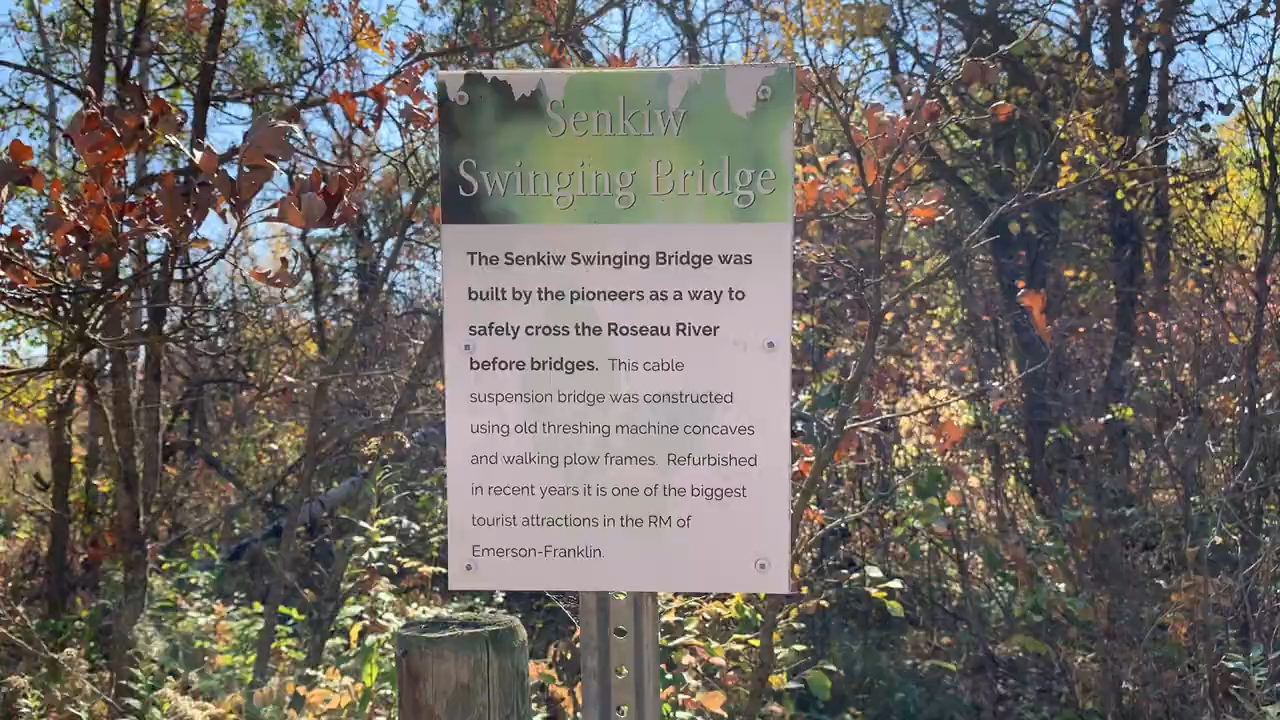 Senkiw
Swinging Bridge
The Senkiw Swinging Bridge was
built by the pioneers as a way to
safely cross the Roseau River
before bridges. This cable
suspension bridge was constructed
using old threshing machine concaves
and walking plow frames. Refurbished
in recent years it is one of the biggest
tourist attractions in the RM of
Emerson-Franklin.